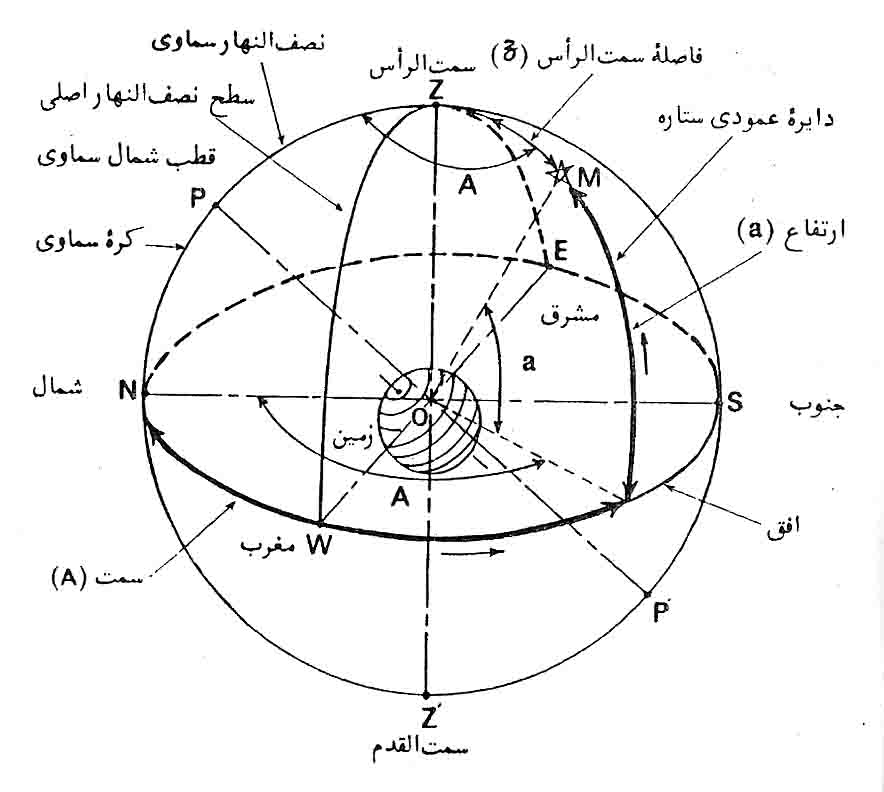 نصف النهار سماوی
فاصلهٔ سمت الرأس (z)
سمت الرأس
Z
سطح نصف النهار اصلی
دایرهٔ عمودی ستاره
قطب شمال سماوی
A
M
P
کرهٔ سماوی
ارتفاع (a)
E
مشرق
a
شمال
N
S
جنوب
O
زمین
A
افق
مغرب
W
سمت (A)
P´
Z´
سمت القدم